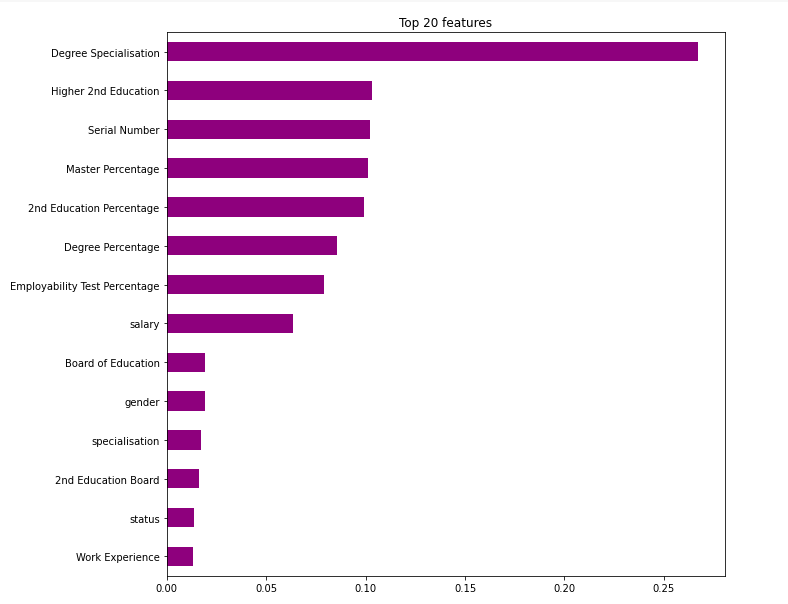 Top 20 features
Degree Specialisation
Higher 2nd Education
Serial Number
Master Percentage
2nd Education Percentage
Degree Percentage
Employability Test Percentage
salary
Board of Education
gender
specialisation
2nd Education Board
status
Work Experience
0.00 0.05 0.10 0.15 0.20 0.25